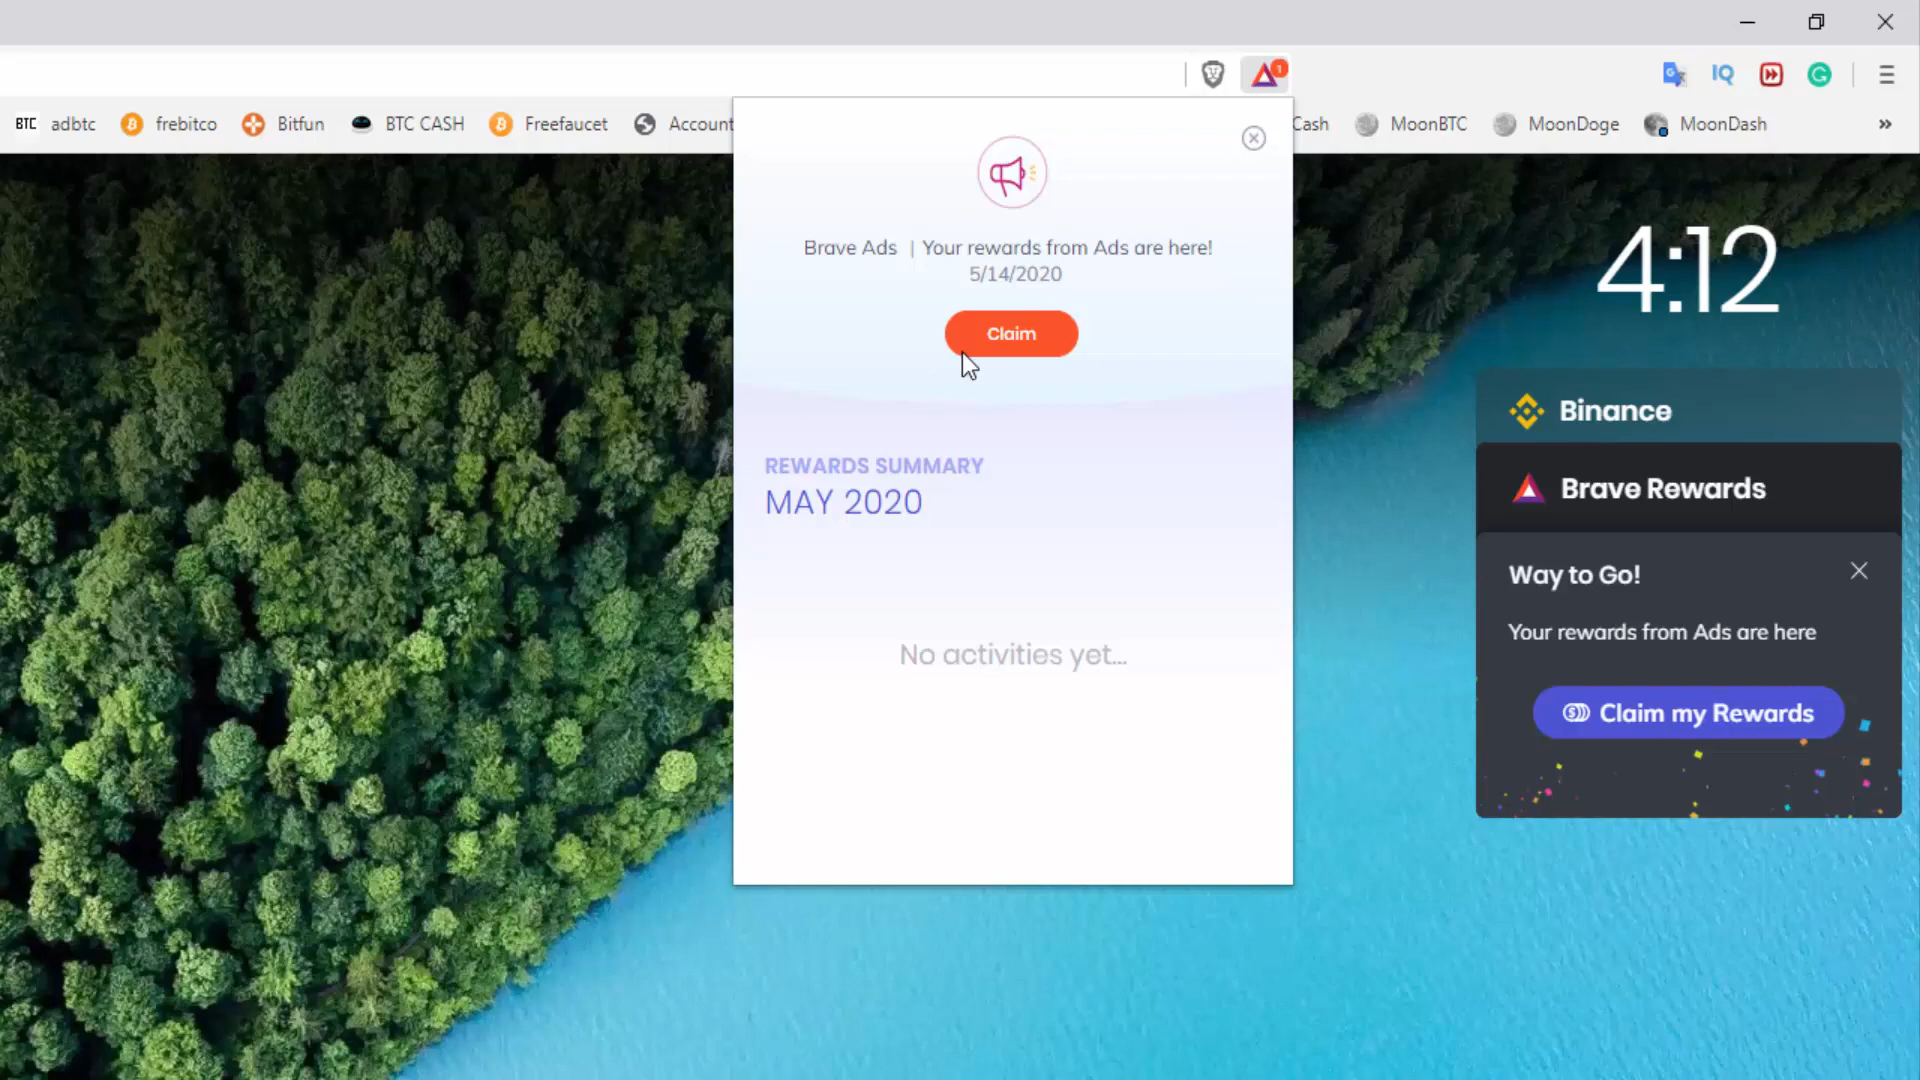 1
IQ
BTC adbtc frebitco Bitfun BTC CASH Freefaucet Account Cash MoonBTC MoonDoge MoonDash »
Brave Ads | Your rewards from Ads are here!
5/14/2020
Claim
REWARDS SUMMARY
MAY 2020
No activities yet...
4:12
Binance
Brave Rewards
Way to Go!
Your rewards from Ads are here
Claim my Rewards